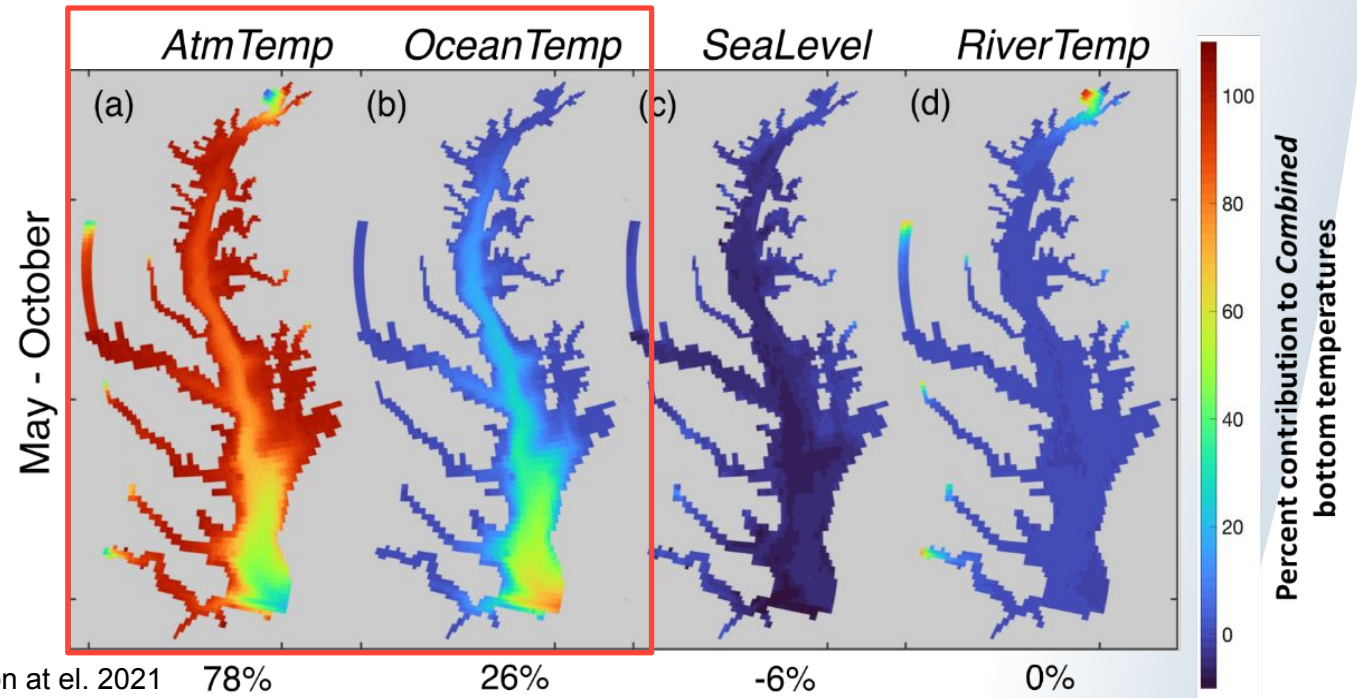 AtmTemp OceanTemp SeaLevel RiverTemp
(a) (b) (c) (d)
May - October
100
80
60
40
20
0
Percent contribution to Combined
bottom temperatures
at el. 2021 78% 26% -6% 0%